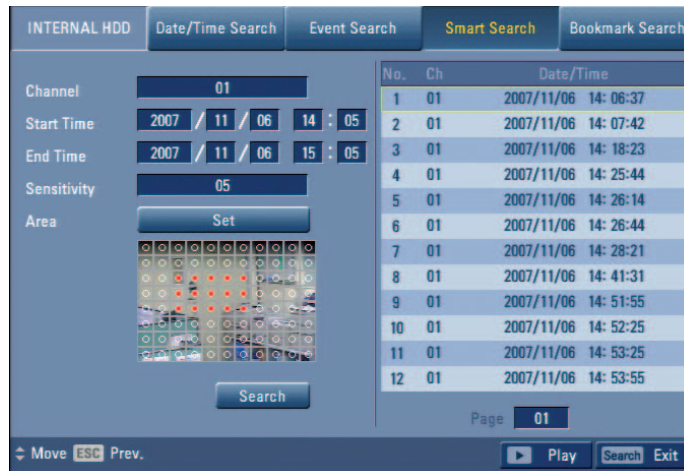 INTERNAL HDD Date/Time Search Event Search Smart Search Bookmark Search
Channel 01
Start Time 2007 / 11 / 06 14 : 05
End Time 2007 / 11 / 06 15 : 05
Sensitivity 05
Area Set
Search
No. Ch Date/Time
1 01 2007/11/06 14: 06:37
2 01 2007/11/06 14: 07:42
3 01 2007/11/06 14: 18:23
4 01 2007/11/06 14: 25:44
5 01 2007/11/06 14: 26:14
6 01 2007/11/06 14: 26:44
7 01 2007/11/06 14: 28:21
8 01 2007/11/06 14: 41:31
9 01 2007/11/06 14: 51:55
10 01 2007/11/06 14: 52:25
11 01 2007/11/06 14: 53:25
12 01 2007/11/06 14: 53:55
Page 01
Move ESC Prev. Play Search Exit